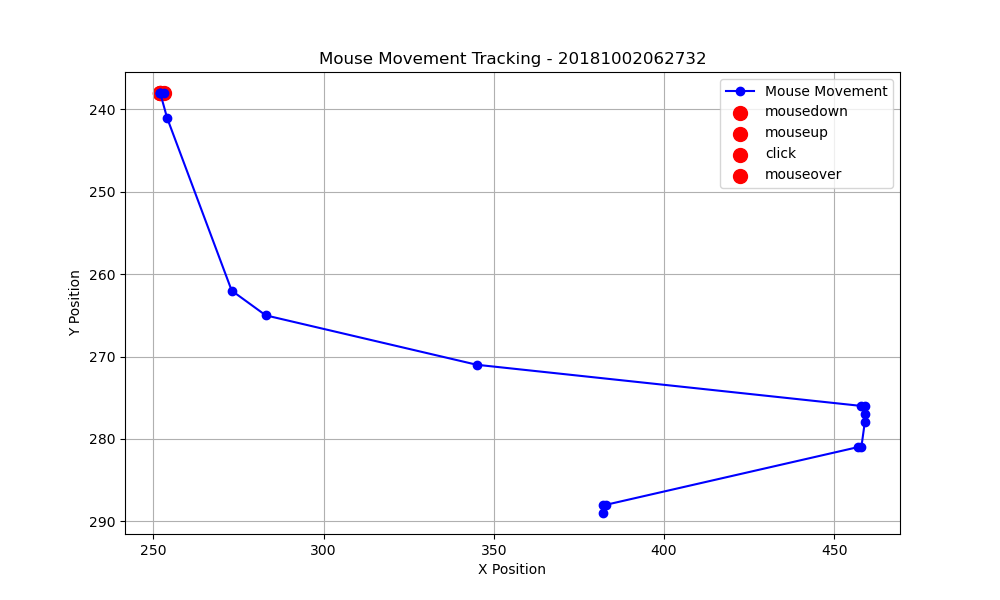 Mouse Movement Tracking - 20181002062732
Mouse Movement
mousedown
mouseup
click
mouseover
240
250
260
270
280
290
Y Position
250 300 350 400 450
X Position